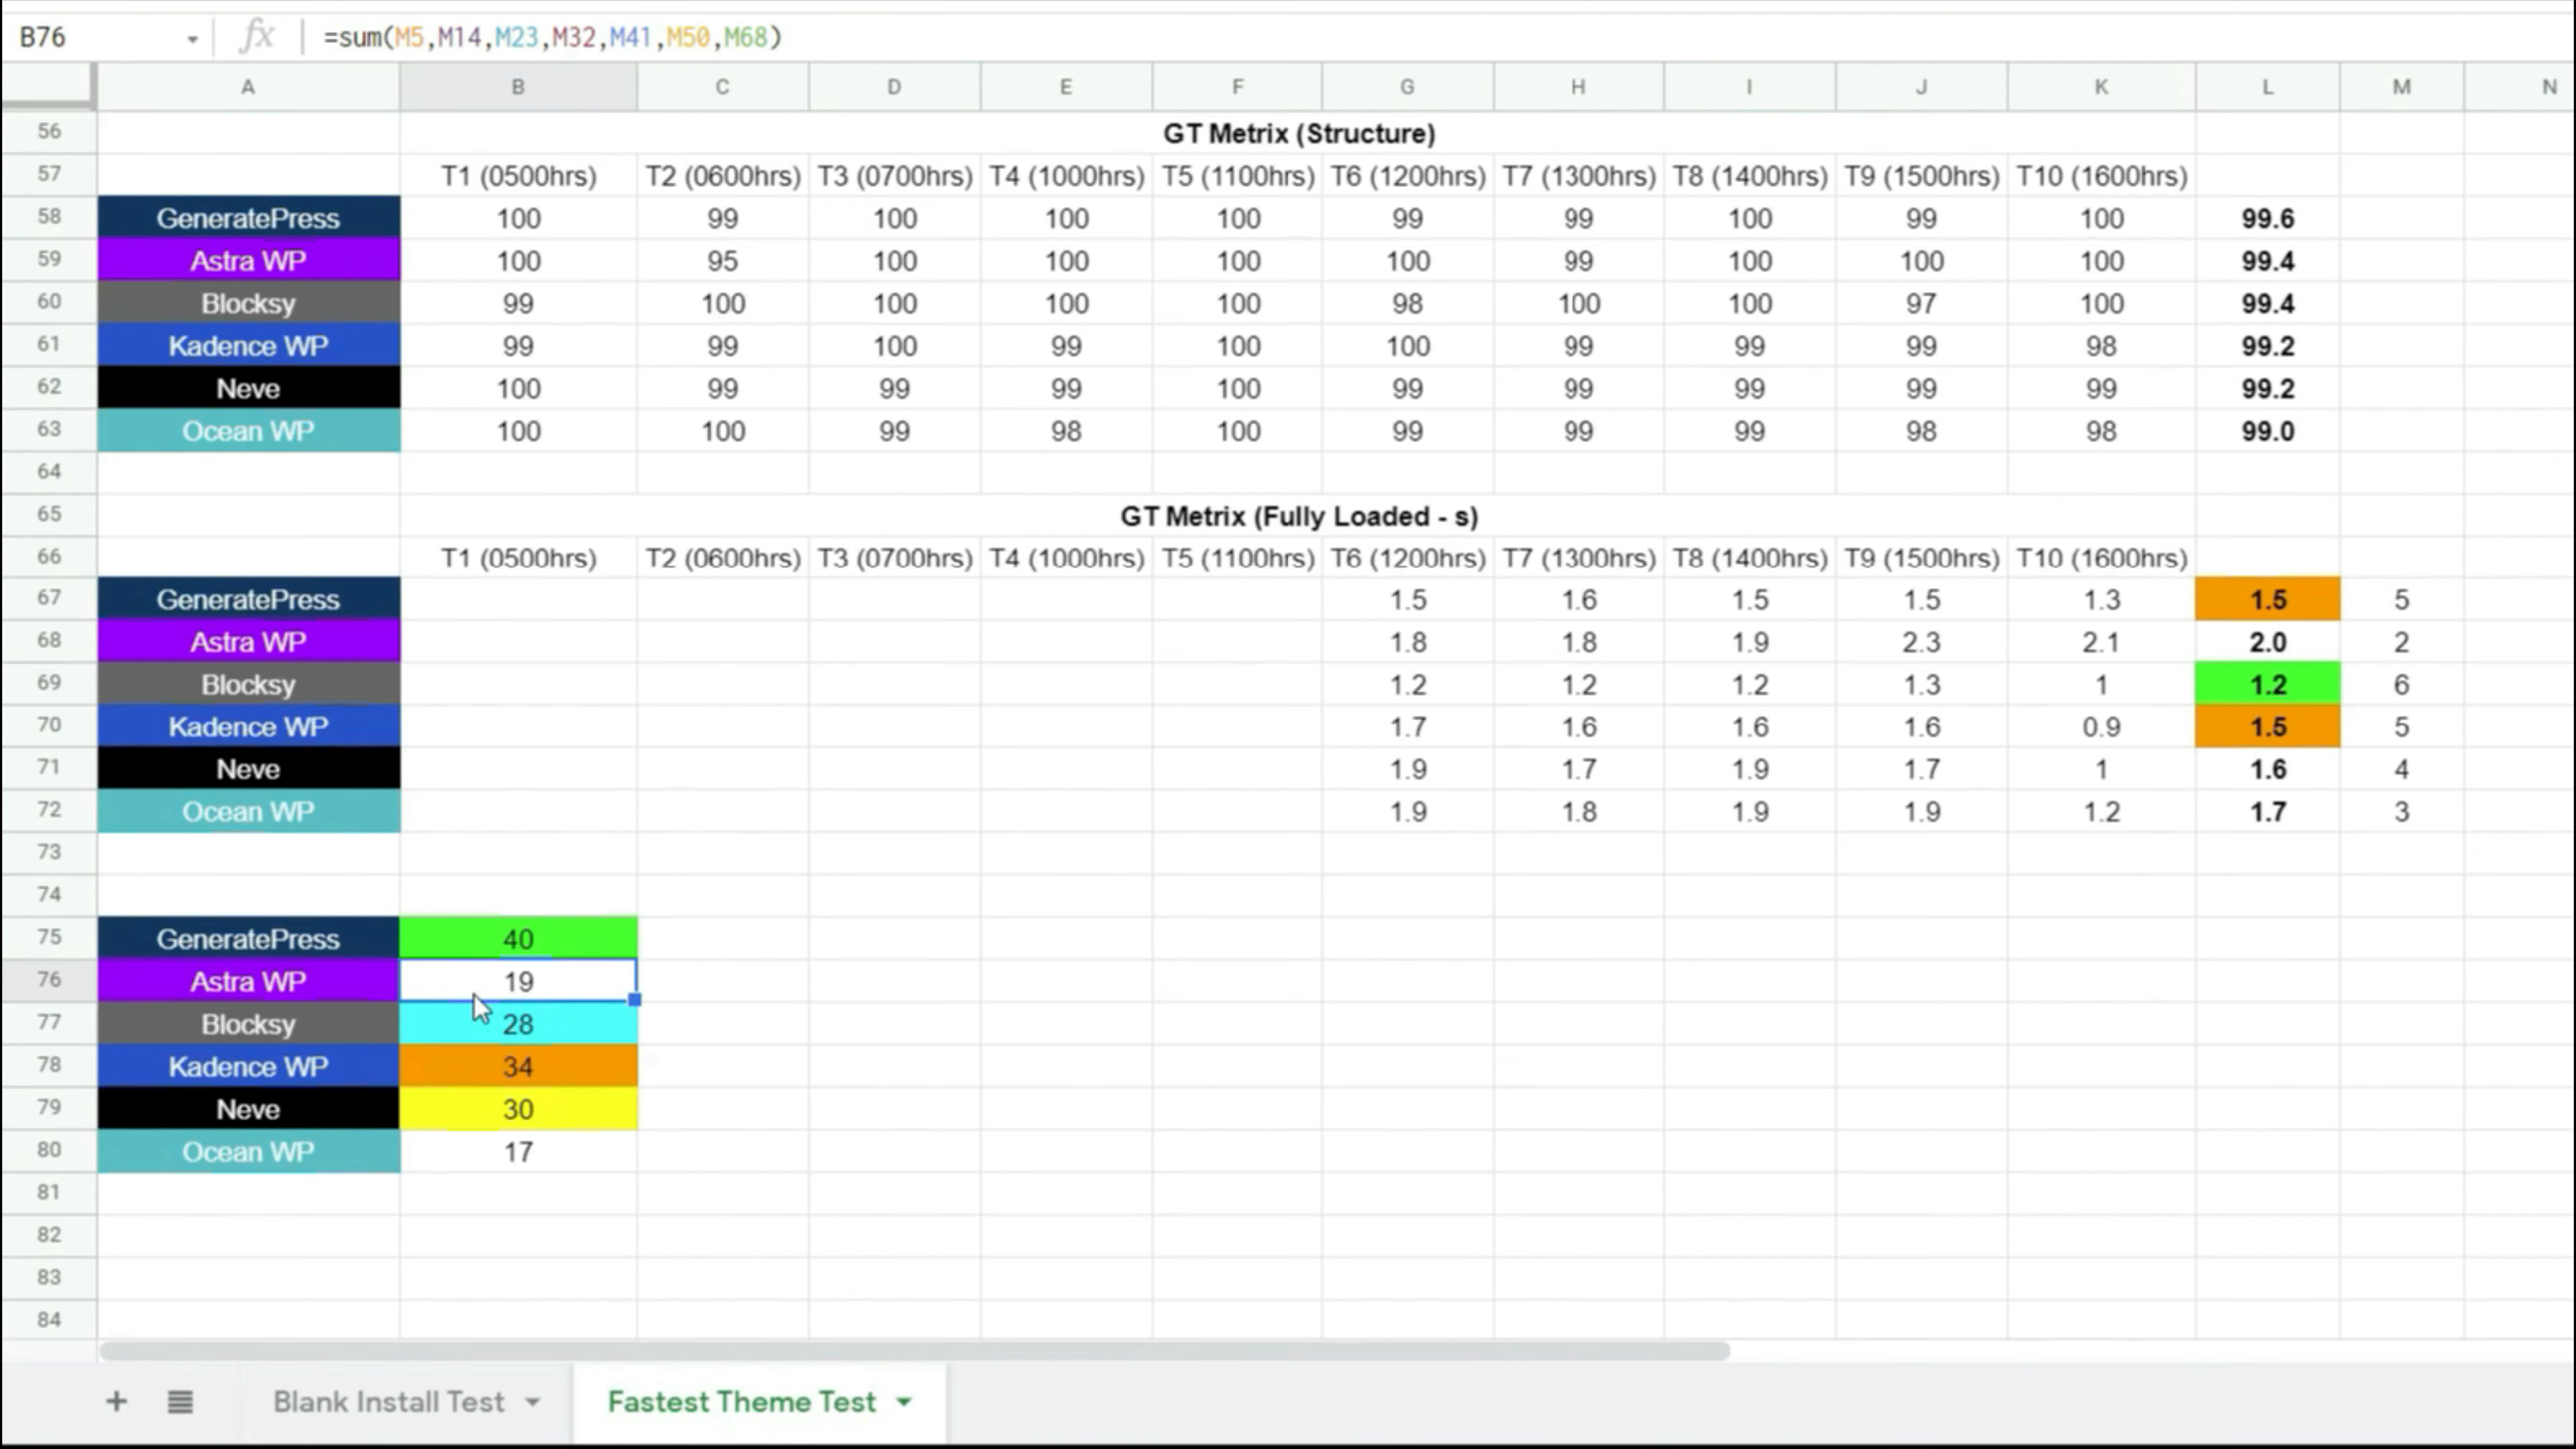 B76 fx =sum(M5,M14,M23,M32,M41,M50,M68)
A B C D E F G H I J K L M N
56 GT Metrix (Structure)
57 T1 (0500hrs) T2 (0600hrs) T3 (0700hrs) T4 (1000hrs) T5 (1100hrs) T6 (1200hrs) T7 (1300hrs) T8 (1400hrs) T9 (1500hrs) T10 (1600hrs)
58 GeneratePress 100 99 100 100 100 99 99 100 99 100 99.6
59 Astra WP 100 95 100 100 100 100 99 100 100 100 99.4
60 Blocksy 99 100 100 100 100 98 100 100 97 100 99.4
61 Kadence WP 99 99 100 99 100 100 99 99 99 98 99.2
62 Neve 100 99 99 99 100 99 99 99 99 99 99.2
63 Ocean WP 100 100 99 98 100 99 99 99 98 98 99.0
64
65 GT Metrix (Fully Loaded - s)
66 T1 (0500hrs) T2 (0600hrs) T3 (0700hrs) T4 (1000hrs) T5 (1100hrs) T6 (1200hrs) T7 (1300hrs) T8 (1400hrs) T9 (1500hrs) T10 (1600hrs)
67 GeneratePress 1.5 1.6 1.5 1.5 1.3 1.5 5
68 Astra WP 1.8 1.8 1.9 2.3 2.1 2.0 2
69 Blocksy 1.2 1.2 1.2 1.3 1 1.2 6
70 Kadence WP 1.7 1.6 1.6 1.6 0.9 1.5 5
71 Neve 1.9 1.7 1.9 1.7 1 1.6 4
72 Ocean WP 1.9 1.8 1.9 1.9 1.2 1.7 3
73
74
75 GeneratePress 40
76 Astra WP 19
77 Blocksy 28
78 Kadence WP 34
79 Neve 30
80 Ocean WP 17
81
82
83
84
+ Blank Install Test Fastest Theme Test